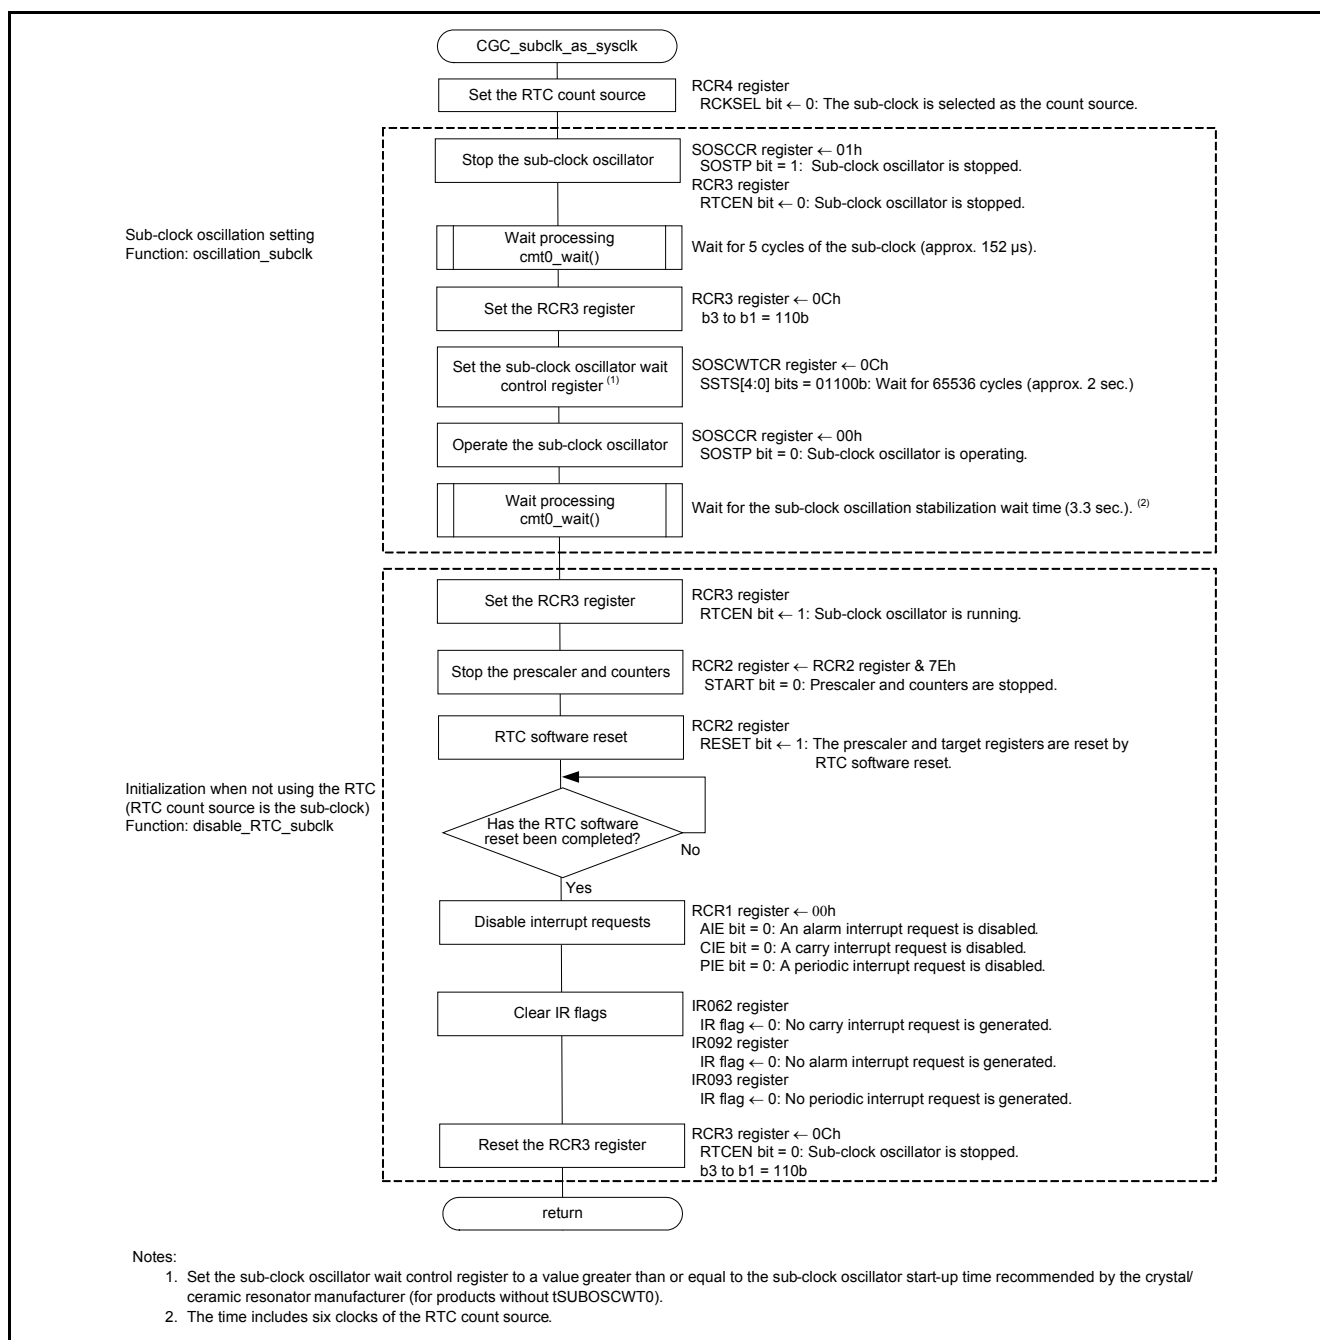 CGC_subclk_as_sysclk
Set the RTC count source
RCR4 register
RCKSEL bit ← 0: The sub-clock is selected as the count source.
Sub-clock oscillation setting
Function: oscillation_subclk
Stop the sub-clock oscillator
SOSCCR register ← 01h
SOSTP bit = 1: Sub-clock oscillator is stopped.
RCR3 register
RTCEN bit ← 0: Sub-clock oscillator is stopped.
Wait processing
cmt0_wait()
Wait for 5 cycles of the sub-clock (approx. 152 µs).
Set the RCR3 register
RCR3 register ← 0Ch
b3 to b1 = 110b
Set the sub-clock oscillator wait
control register (1)
SOSCWTCR register ← 0Ch
SSTS[4:0] bits = 01100b: Wait for 65536 cycles (approx. 2 sec.)
Operate the sub-clock oscillator
SOSCCR register ← 00h
SOSTP bit = 0: Sub-clock oscillator is operating.
Wait processing
cmt0_wait()
Wait for the sub-clock oscillation stabilization wait time (3.3 sec.). (2)
Initialization when not using the RTC
(RTC count source is the sub-clock)
Function: disable_RTC_subclk
Set the RCR3 register
RCR3 register
RTCEN bit ← 1: Sub-clock oscillator is running.
Stop the prescaler and counters
RCR2 register ← RCR2 register & 7Eh
START bit = 0: Prescaler and counters are stopped.
RTC software reset
RCR2 register
RESET bit ← 1: The prescaler and target registers are reset by
RTC software reset.
Has the RTC software
reset been completed?
No
Yes
Disable interrupt requests
RCR1 register ← 00h
AIE bit = 0: An alarm interrupt request is disabled.
CIE bit = 0: A carry interrupt request is disabled.
PIE bit = 0: A periodic interrupt request is disabled.
Clear IR flags
IR062 register
IR flag ← 0: No carry interrupt request is generated.
IR092 register
IR flag ← 0: No alarm interrupt request is generated.
IR093 register
IR flag ← 0: No periodic interrupt request is generated.
Reset the RCR3 register
RCR3 register ← 0Ch
RTCEN bit = 0: Sub-clock oscillator is stopped.
b3 to b1 = 110b
return
Notes:
1. Set the sub-clock oscillator wait control register to a value greater than or equal to the sub-clock oscillator start-up time recommended by the crystal/
ceramic resonator manufacturer (for products without tSUBOSCWT0).
2. The time includes six clocks of the RTC count source.